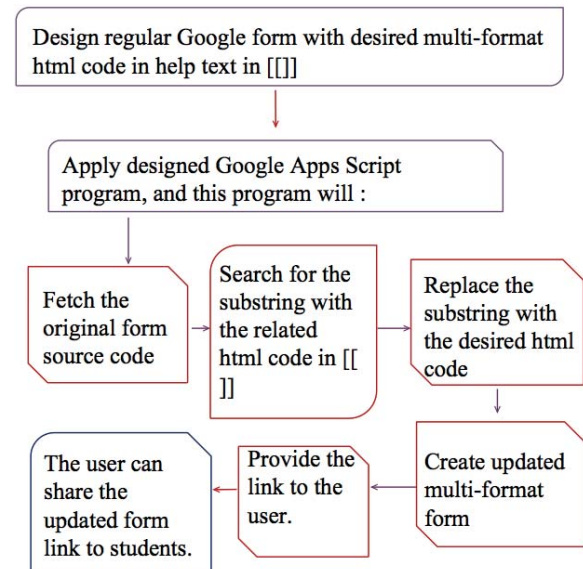 Design regular Google form with desired multi-format
html code in help text in [[]]
Apply designed Google Apps Script
program, and this program will :
Fetch the
original form
source code
Search for the
substring with
the related
html code in [[
]]
Replace the
substring with
the desired html
code
Create updated
multi-format
form
Provide the
link to the
user.
The user can
share the
updated form
link to students.